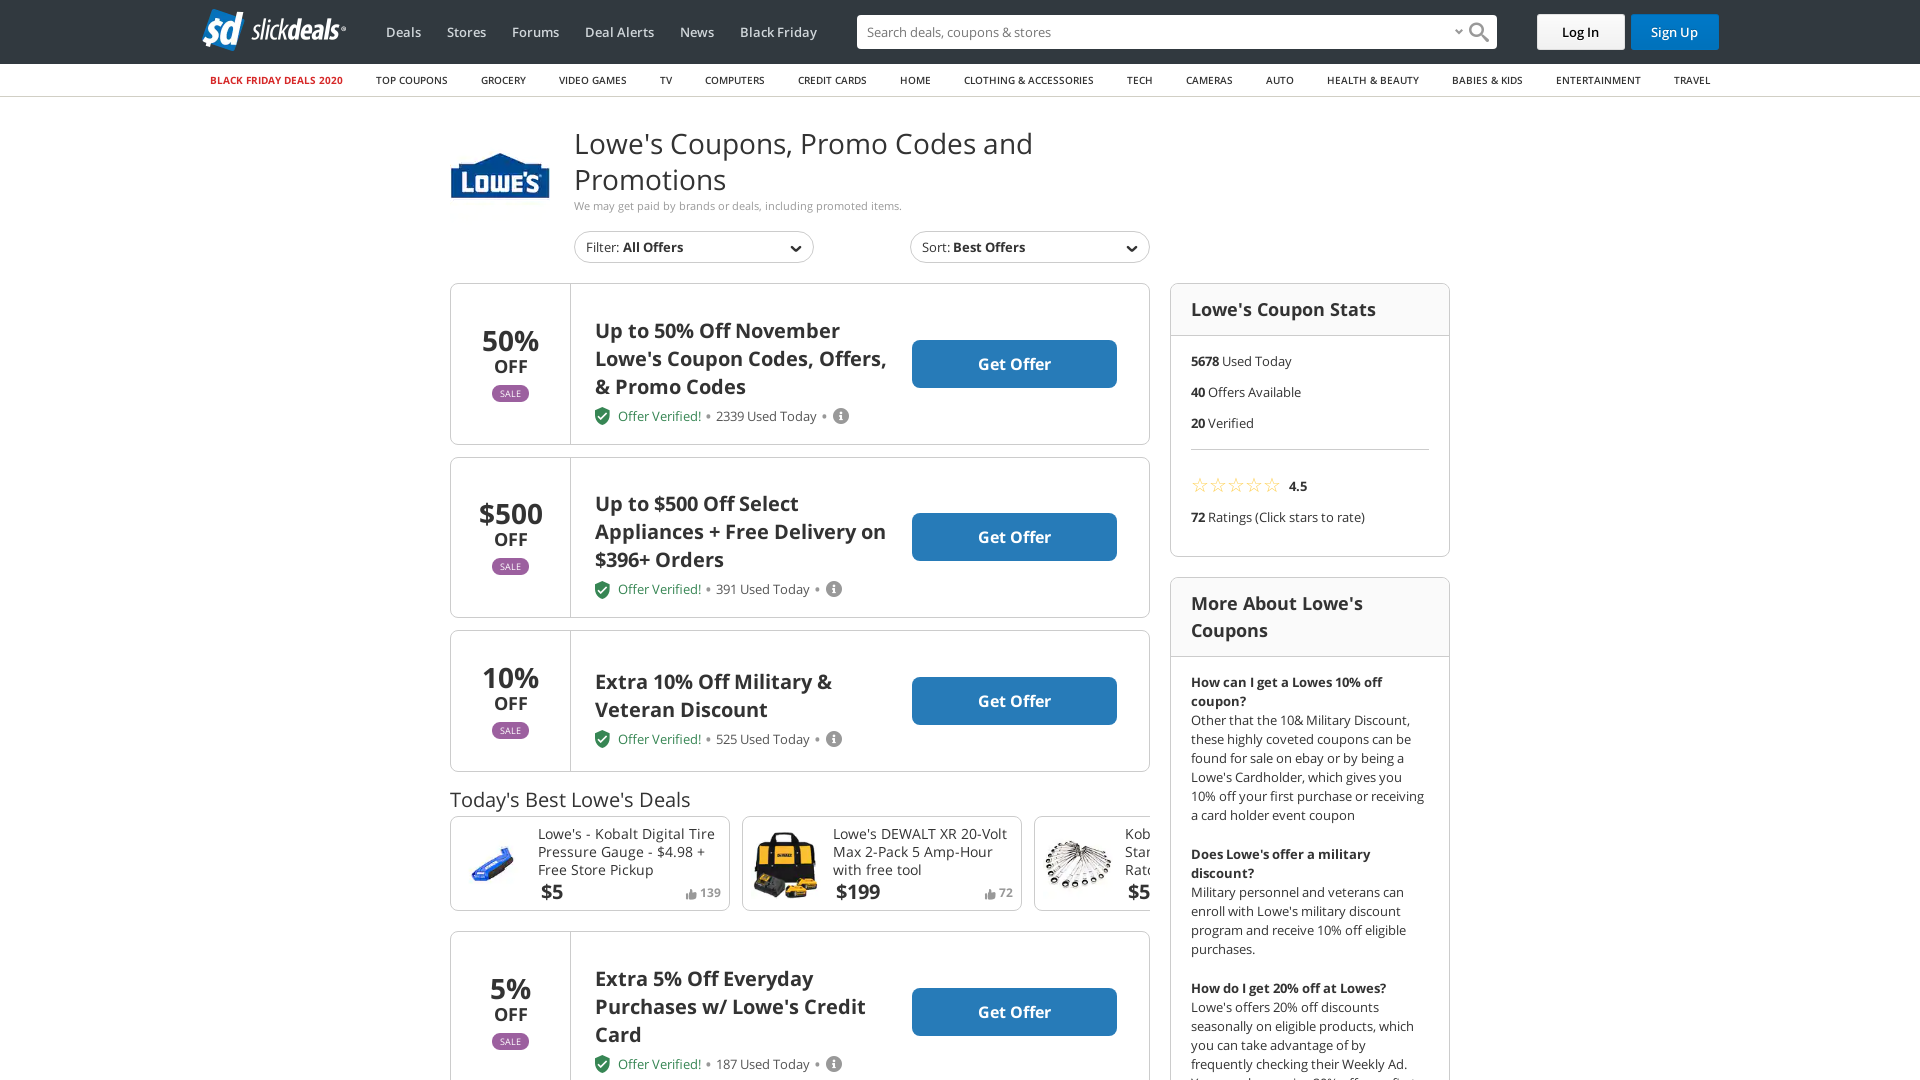 slickdeals
Deals
Stores
Forums
Deal Alerts
News
Black Friday
Search deals, coupons & stores
Log In
Sign Up
BLACK FRIDAY DEALS 2020
TOP COUPONS
GROCERY
VIDEO GAMES
TV
COMPUTERS
CREDIT CARDS
HOME
CLOTHING & ACCESSORIES
TECH
CAMERAS
AUTO
HEALTH & BEAUTY
BABIES & KIDS
ENTERTAINMENT
TRAVEL
LOWE'S
Lowe's Coupons, Promo Codes and
Promotions
We may get paid by brands or deals, including promoted items.
Filter: All Offers
Sort: Best Offers
50%
OFF
SALE
Up to 50% Off November
Lowe's Coupon Codes, Offers,
& Promo Codes
Offer Verified! • 2339 Used Today •
Get Offer
$500
OFF
SALE
Up to $500 Off Select
Appliances + Free Delivery on
$396+ Orders
Offer Verified! • 391 Used Today •
Get Offer
10%
OFF
SALE
Extra 10% Off Military &
Veteran Discount
Offer Verified! • 525 Used Today •
Get Offer
Today's Best Lowe's Deals
Lowe's - Kobalt Digital Tire
Pressure Gauge - $4.98 +
Free Store Pickup
$5
139
Lowe's DEWALT XR 20-Volt
Max 2-Pack 5 Amp-Hour
with free tool
$199
72
Kob
Stan
Ratc
$5
5%
OFF
SALE
Extra 5% Off Everyday
Purchases w/ Lowe's Credit
Card
Offer Verified! • 187 Used Today •
Get Offer
Lowe's Coupon Stats
5678 Used Today
40 Offers Available
20 Verified
4.5
72 Ratings (Click stars to rate)
More About Lowe's
Coupons
How can I get a Lowes 10% off
coupon?
Other that the 10& Military Discount,
these highly coveted coupons can be
found for sale on ebay or by being a
Lowe's Cardholder, which gives you
10% off your first purchase or receiving
a card holder event coupon
Does Lowe's offer a military
discount?
Military personnel and veterans can
enroll with Lowe's military discount
program and receive 10% off eligible
purchases.
How do I get 20% off at Lowes?
Lowe's offers 20% off discounts
seasonally on eligible products, which
you can take advantage of by
frequently checking their Weekly Ad.